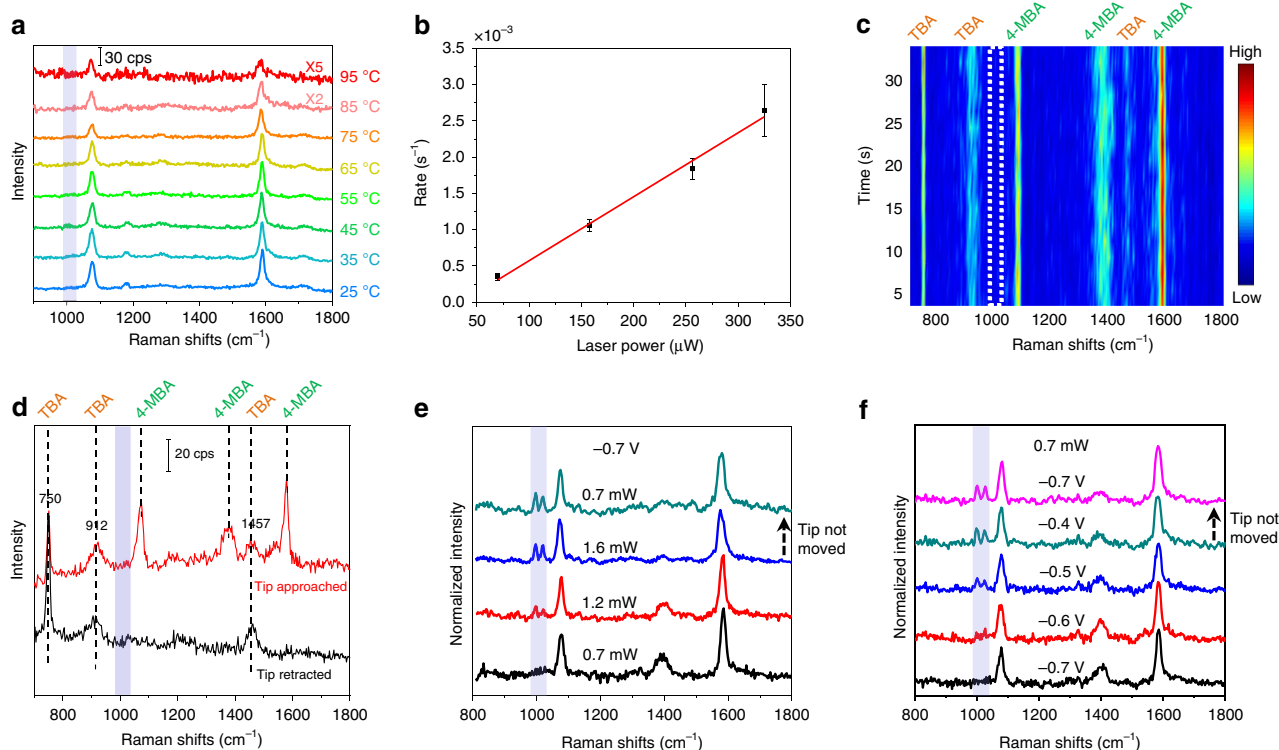 a
30 cps
X5
95 °C
X2
85 °C
75 °C
65 °C
55 °C
45 °C
35 °C
25 °C
Intensity
1000 1200 1400 1600 1800
Raman shifts (cm⁻¹)
b
×10⁻³
3.5
3.0
2.5
2.0
1.5
1.0
0.5
0.0
Rate (s⁻¹)
50 100 150 200 250 300 350
Laser power (μW)
c
TBA TBA 4-MBA 4-MBA TBA 4-MBA
30
25
20
15
10
5
Time (s)
800 1000 1200 1400 1600 1800
Raman shifts (cm⁻¹)
High
Low
d
TBA TBA 4-MBA 4-MBA TBA 4-MBA
20 cps
750
912
1457
Tip approached
Tip retracted
Intensity
800 1000 1200 1400 1600 1800
Raman shifts (cm⁻¹)
e
–0.7 V
0.7 mW
1.6 mW
1.2 mW
0.7 mW
Tip not
moved
Normalized intensity
800 1000 1200 1400 1600 1800
Raman shifts (cm⁻¹)
f
0.7 mW
–0.7 V
–0.4 V
–0.5 V
–0.6 V
–0.7 V
Tip not
moved
Normalized intensity
800 1000 1200 1400 1600 1800
Raman shifts (cm⁻¹)